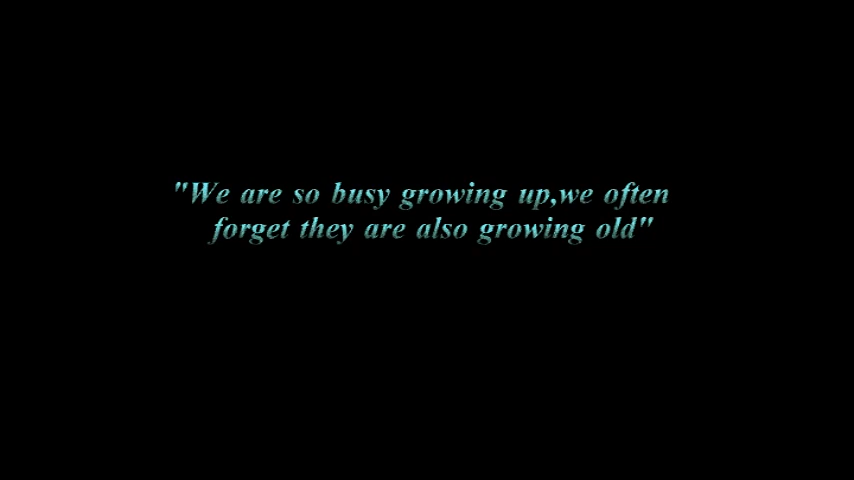 "We are so busy growing up,we often
forget they are also growing old"